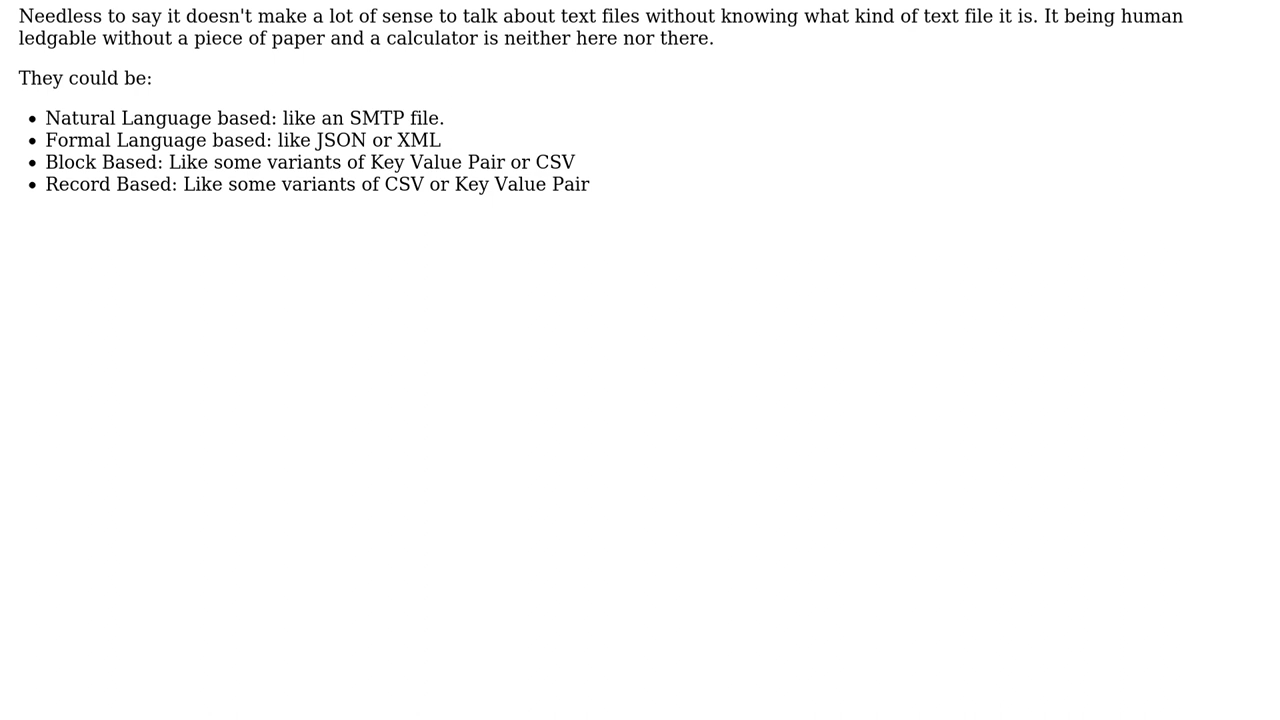 Needless to say it doesn't make a lot of sense to talk about text files without knowing what kind of text file it is. It being human
ledgable without a piece of paper and a calculator is neither here nor there.
They could be:
• Natural Language based: like an SMTP file.
• Formal Language based: like JSON or XML
• Block Based: Like some variants of Key Value Pair or CSV
• Record Based: Like some variants of CSV or Key Value Pair